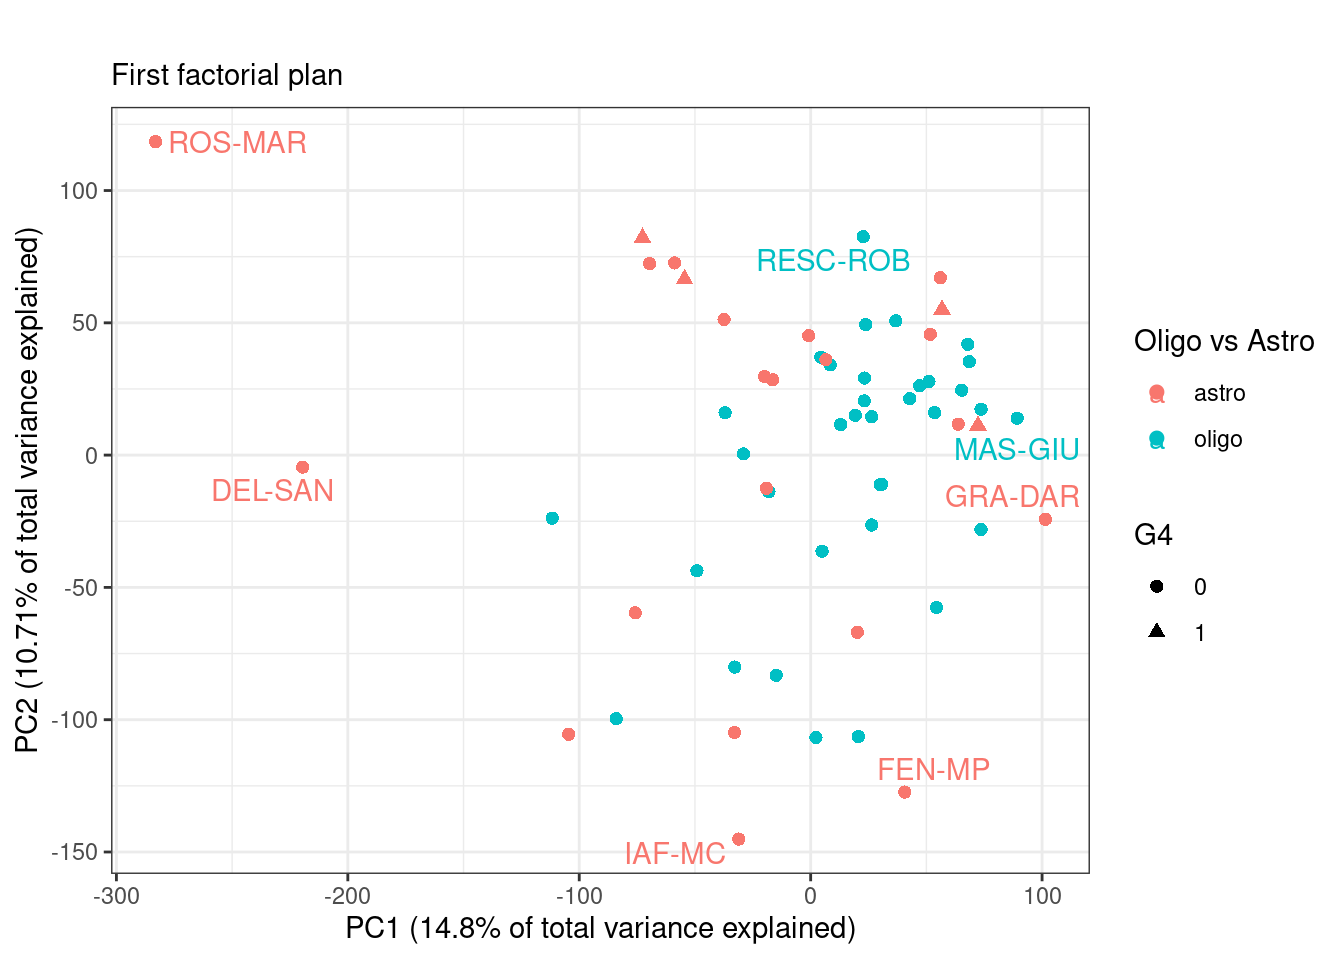 First factorial plan
ROS-MAR
RESC-ROB
MAS-GIU
DEL-SAN
GRA-DAR
FEN-MP
IAF-MC
100
50
0
-50
-100
-150
-300
-200
-100
0
100
PC1 (14.8% of total variance explained)
PC2 (10.71% of total variance explained)
Oligo vs Astro
astro
oligo
G4
0
1